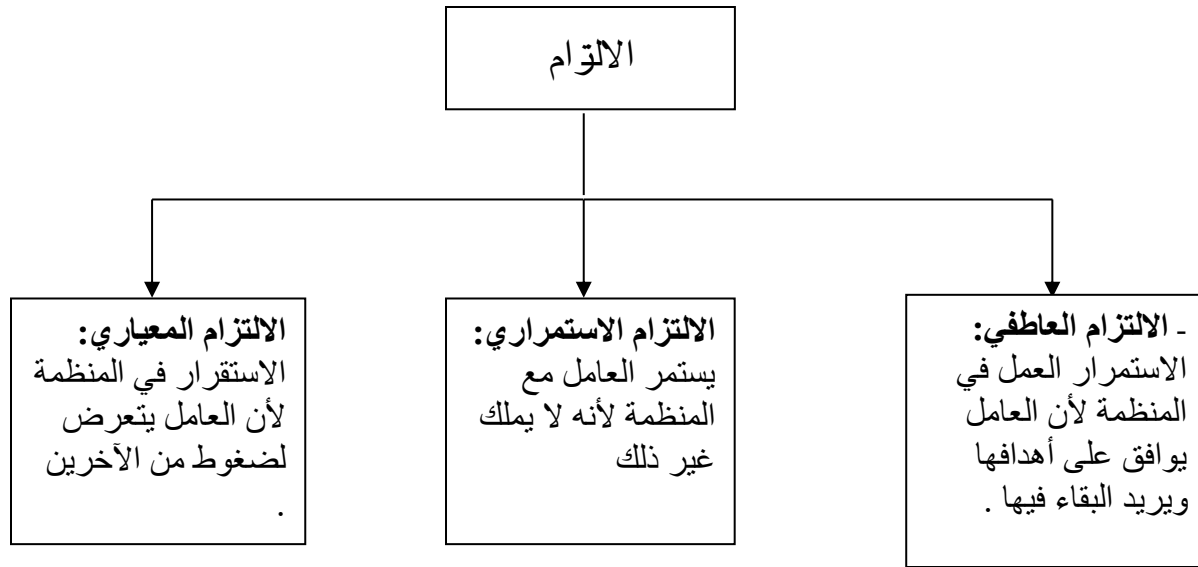 الالتزام
- الالتزام العاطفي:
الاستمرار العمل في
المنظمة لأن العامل
يوافق على أهدافها
ويريد البقاء فيها .
الالتزام الاستمراري:
يستمر العامل مع
المنظمة لأنه لا يملك
غير ذلك
الالتزام المعياري:
الاستقرار في المنظمة
لأن العامل يتعرض
لضغوط من الآخرين
.